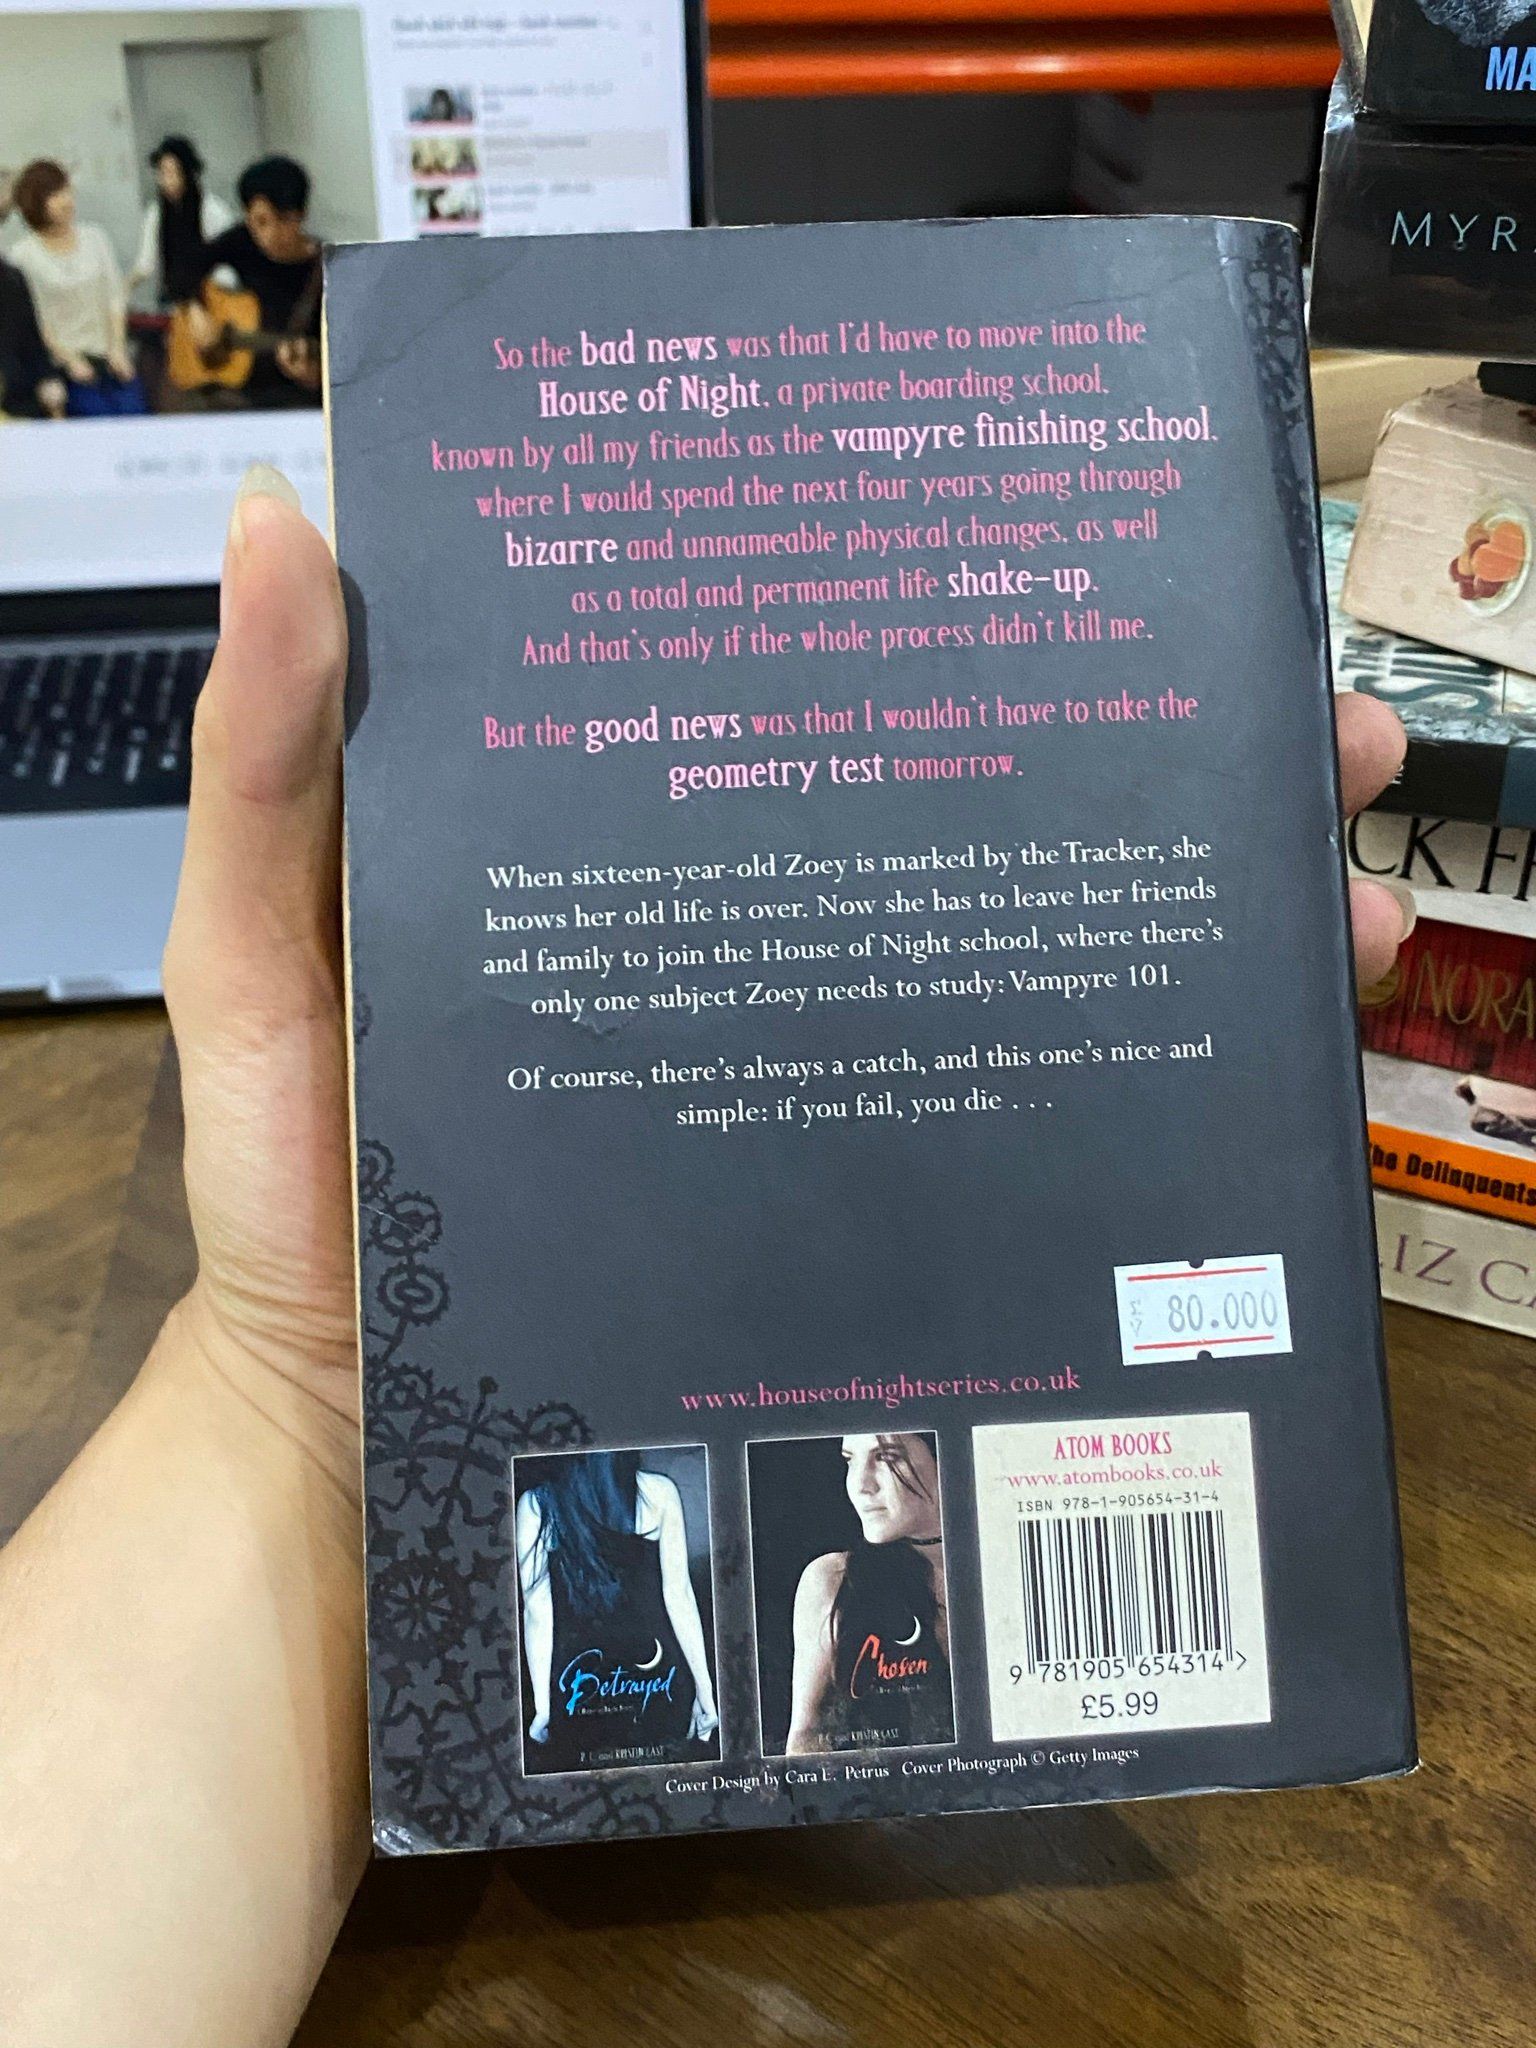 MA
MYR
So the bad news was that I'd have to move into the
House of Night, a private boarding school,
known by all my friends as the vampyre finishing school,
where I would spend the next four years going through
bizarre and unnameable physical changes, as well
as a total and permanent life shake-up.
And that's only if the whole process didn't kill me.
But the good news was that I wouldn't have to take the
geometry test tomorrow.
When sixteen-year-old Zoey is marked by the Tracker, she
knows her old life is over. Now she has to leave her friends
and family to join the House of Night school, where there's
only one subject Zoey needs to study: Vampyre 101.
Of course, there's always a catch, and this one's nice and
simple: if you fail, you die . . .
80.000
www.houseofnightseries.co.uk
Betrayed
P. C. and KRISTIN CAST
Chosen
P. C. and KRISTIN CAST
ATOM BOOKS
www.atombooks.co.uk
ISBN 978-1-905654-31-4
9 781905 654314 >
£5.99
Cover Design by Cara E. Petrus Cover Photograph © Getty Images
CK F
NORA
The Delinquents
LIZ C